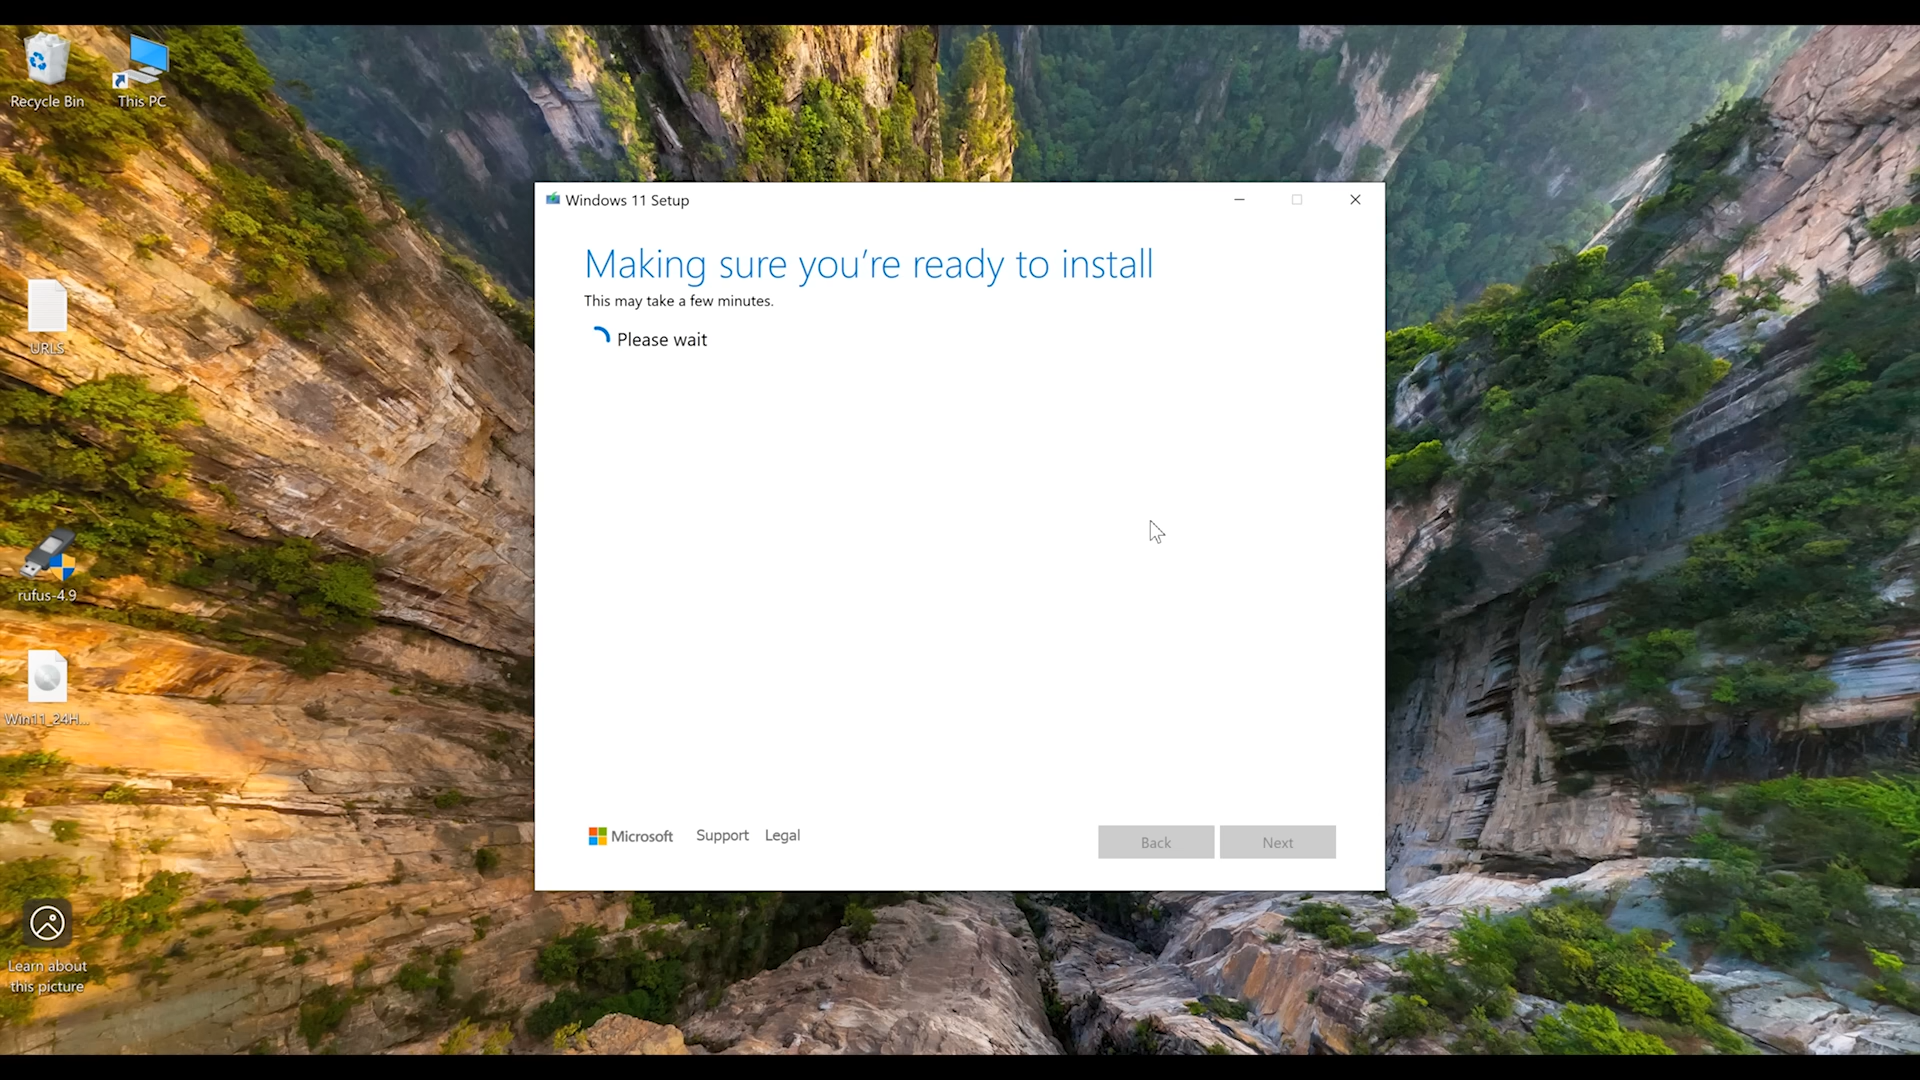 Recycle Bin
This PC
URLS
rufus-4.9
Win11_24H...
Learn about
this picture
Windows 11 Setup
Making sure you're ready to install
This may take a few minutes.
Please wait
Microsoft
Support
Legal
Back
Next